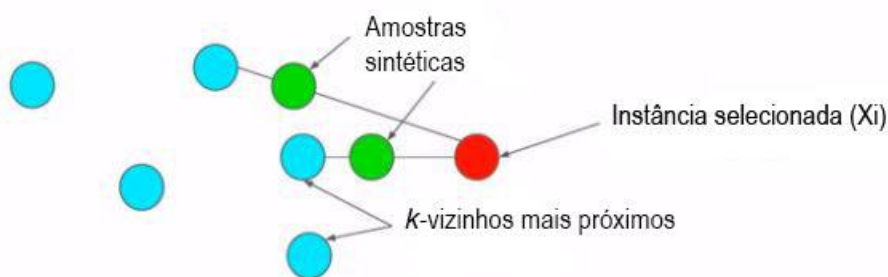 Amostras
sintéticas
Instância selecionada (Xi)
k-vizinhos mais próximos